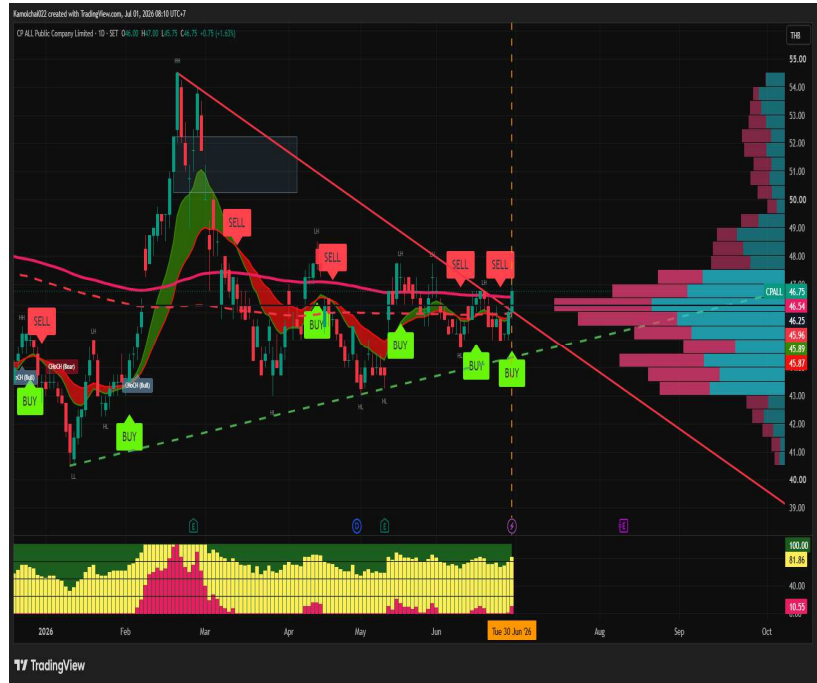 Kamolchai022 created with TradingView.com, Jul 01, 2026 08:10 UTC+7
CP ALL Public Company Limited · 1D · SET O46.00 H47.00 L45.75 C46.75 +0.75 (+1.63%)
THB
55.00
54.00
53.00
52.00
51.00
50.00
49.00
48.00
CPALL 46.75
46.54
46.25
45.96
45.89
45.87
43.00
42.00
41.00
40.00
39.00
HH
SELL
LH
SELL
LH
SELL
SELL
LH
HH
SELL
LH
BUY
CHoCH (Bear)
CHoCH (Bull)
BUY
BUY
HL
BUY
LL
HL
HL
HL
BUY
HL
BUY
E
D
E
E
100.00
81.86
40.00
10.55
2026
Feb
Mar
Apr
May
Jun
Tue 30 Jun '26
Aug
Sep
Oct
TradingView